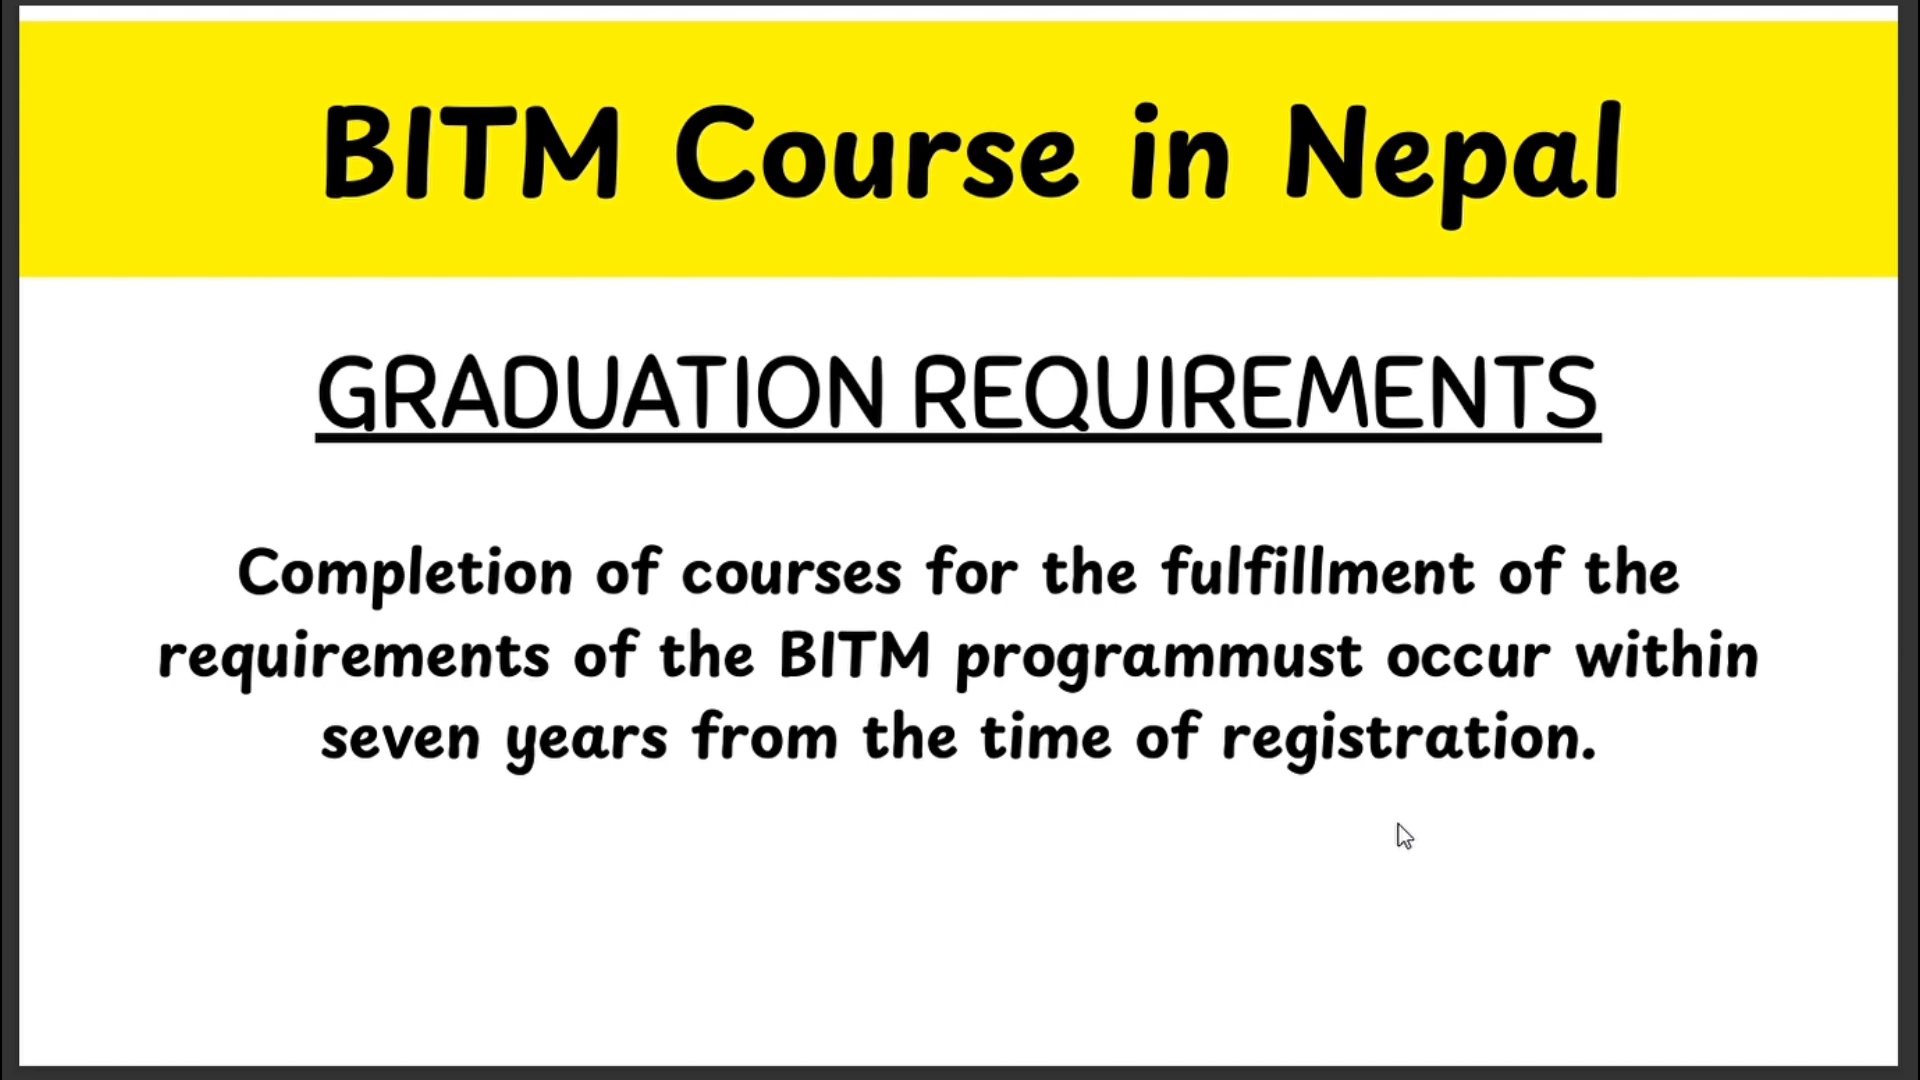 BITM Course in Nepal
GRADUATION REQUIREMENTS
Completion of courses for the fulfillment of the
requirements of the BITM programmust occur within
seven years from the time of registration.